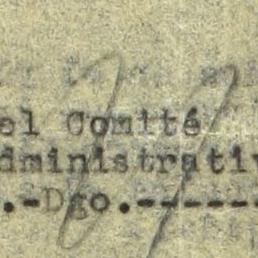 el Comité
dministrativ
.-Dgo.------